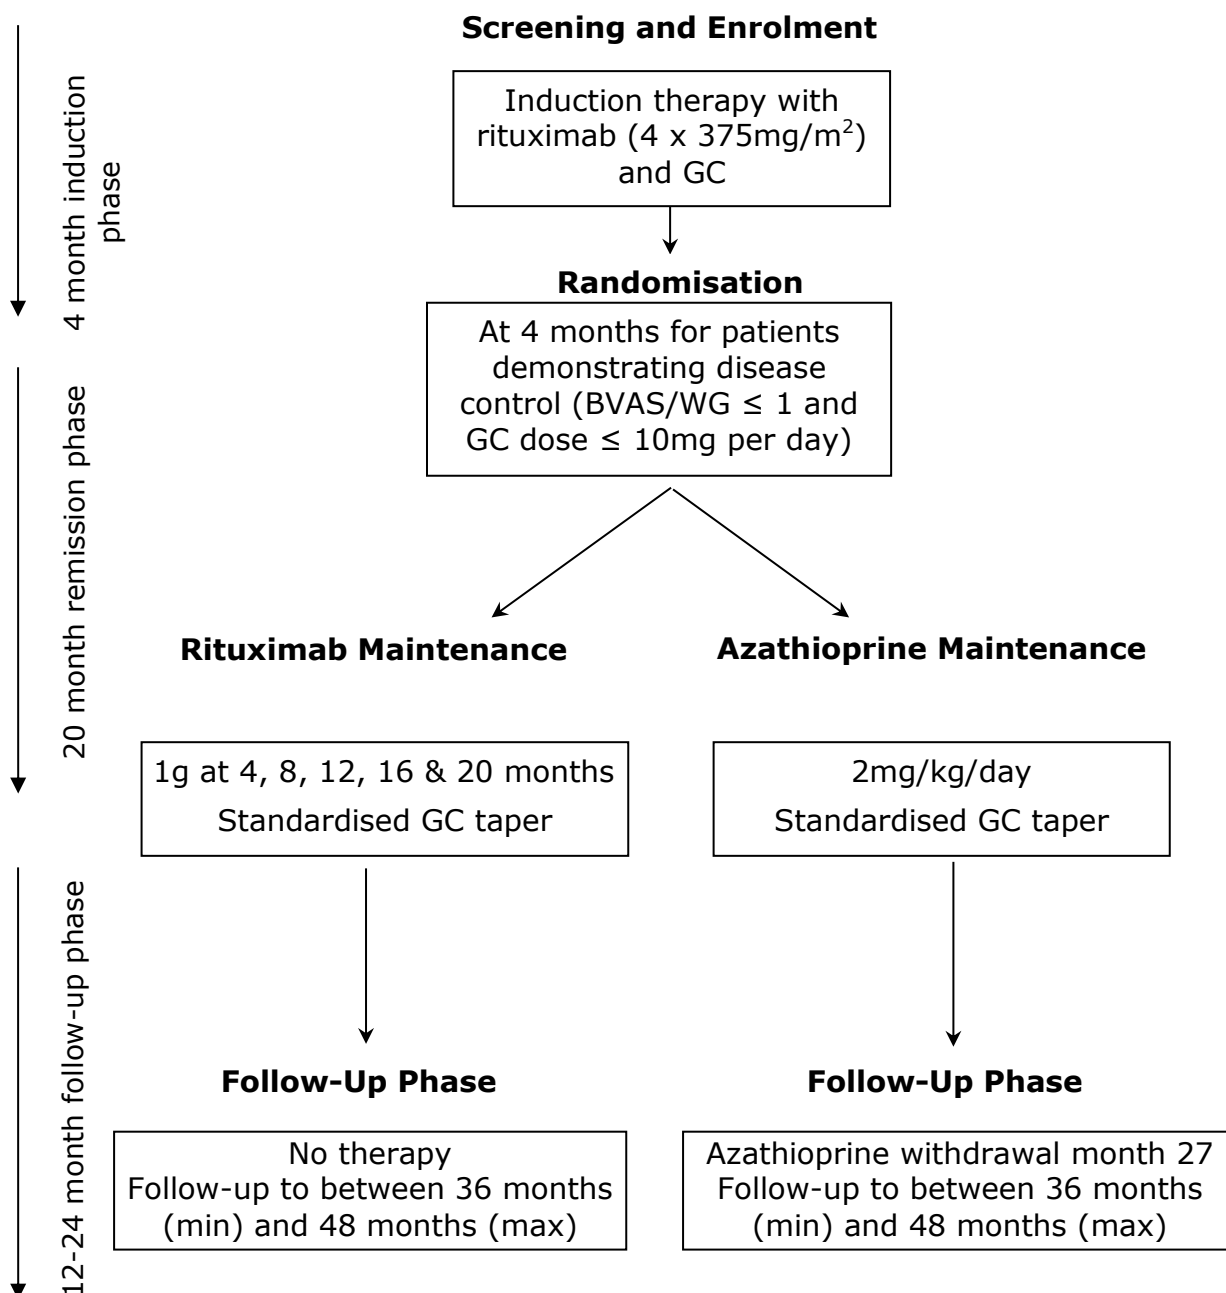 Screening and Enrolment
4 month induction
phase
Induction therapy with
rituximab (4 x 375mg/m²)
and GC
Randomisation
At 4 months for patients
demonstrating disease
control (BVAS/WG ≤ 1 and
GC dose ≤ 10mg per day)
20 month remission phase
Rituximab Maintenance
Azathioprine Maintenance
1g at 4, 8, 12, 16 & 20 months
Standardised GC taper
2mg/kg/day
Standardised GC taper
12-24 month follow-up phase
Follow-Up Phase
Follow-Up Phase
No therapy
Follow-up to between 36 months
(min) and 48 months (max)
Azathioprine withdrawal month 27
Follow-up to between 36 months
(min) and 48 months (max)